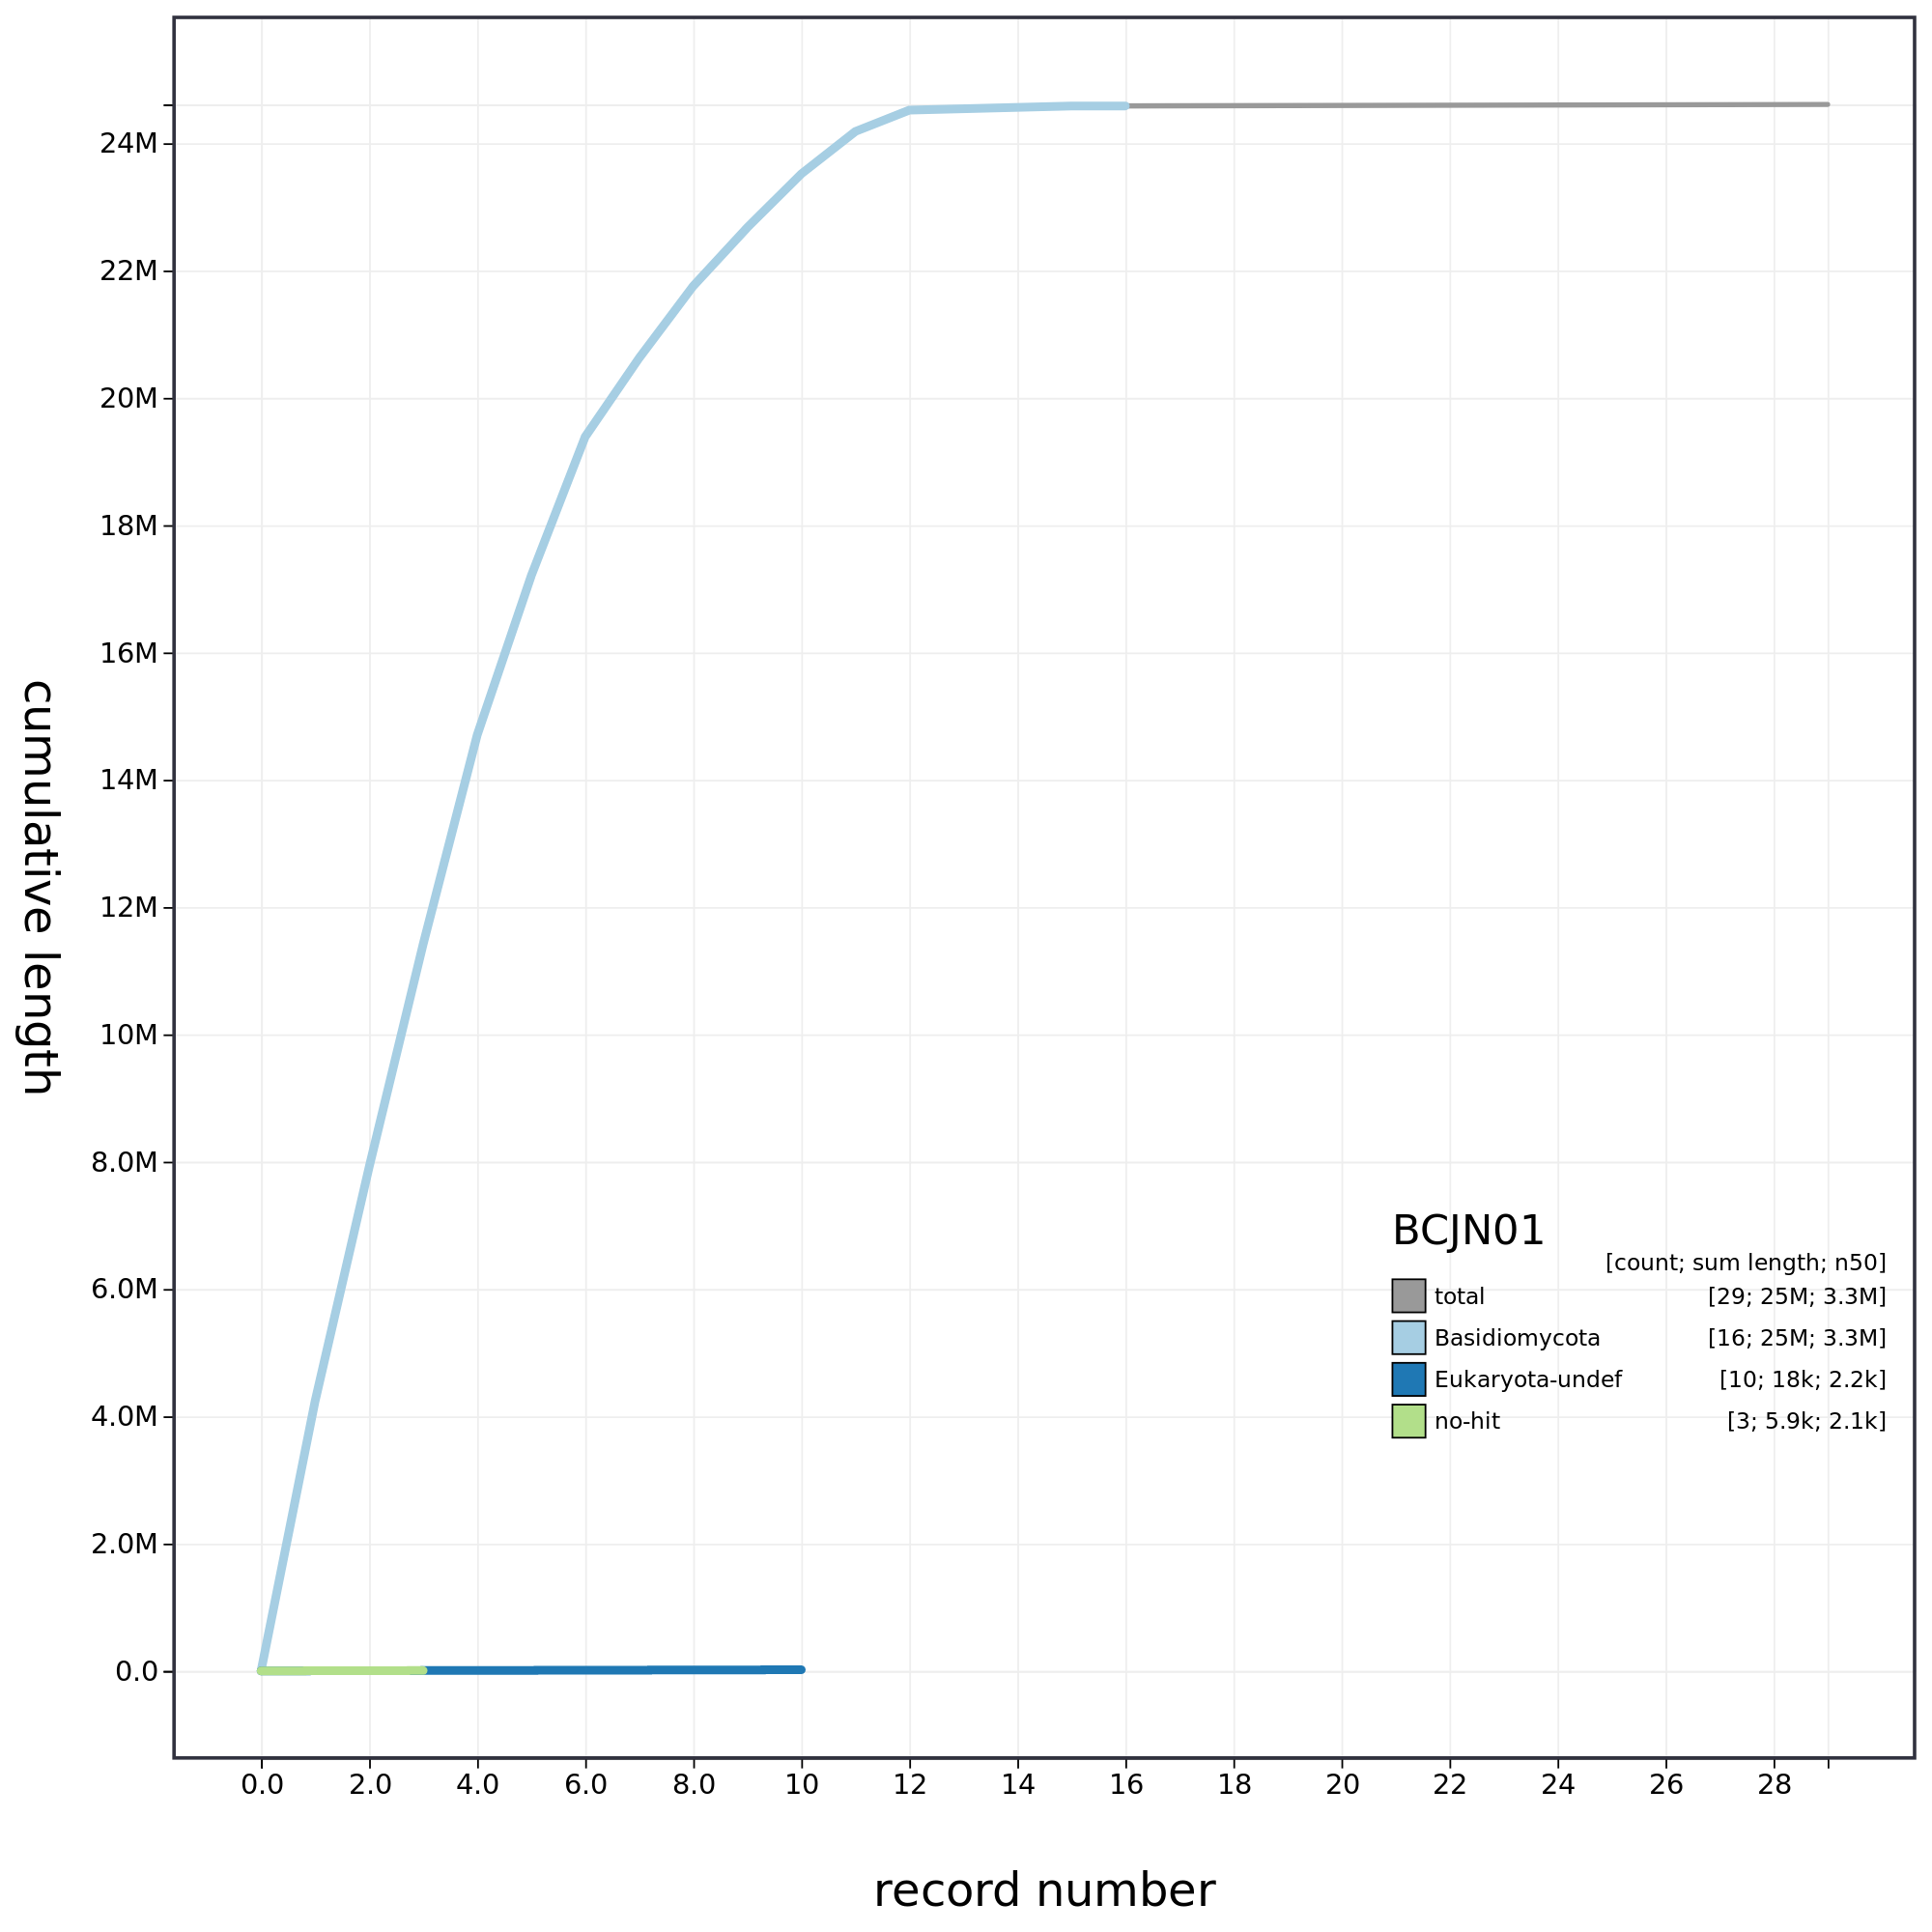 24M
22M
20M
18M
16M
14M
12M
10M
8.0M
6.0M
4.0M
2.0M
0.0
cumulative length
BCJN01
[count; sum length; n50]
total [29; 25M; 3.3M]
Basidiomycota [16; 25M; 3.3M]
Eukaryota-undef [10; 18k; 2.2k]
no-hit [3; 5.9k; 2.1k]
0.0 2.0 4.0 6.0 8.0 10 12 14 16 18 20 22 24 26 28
record number